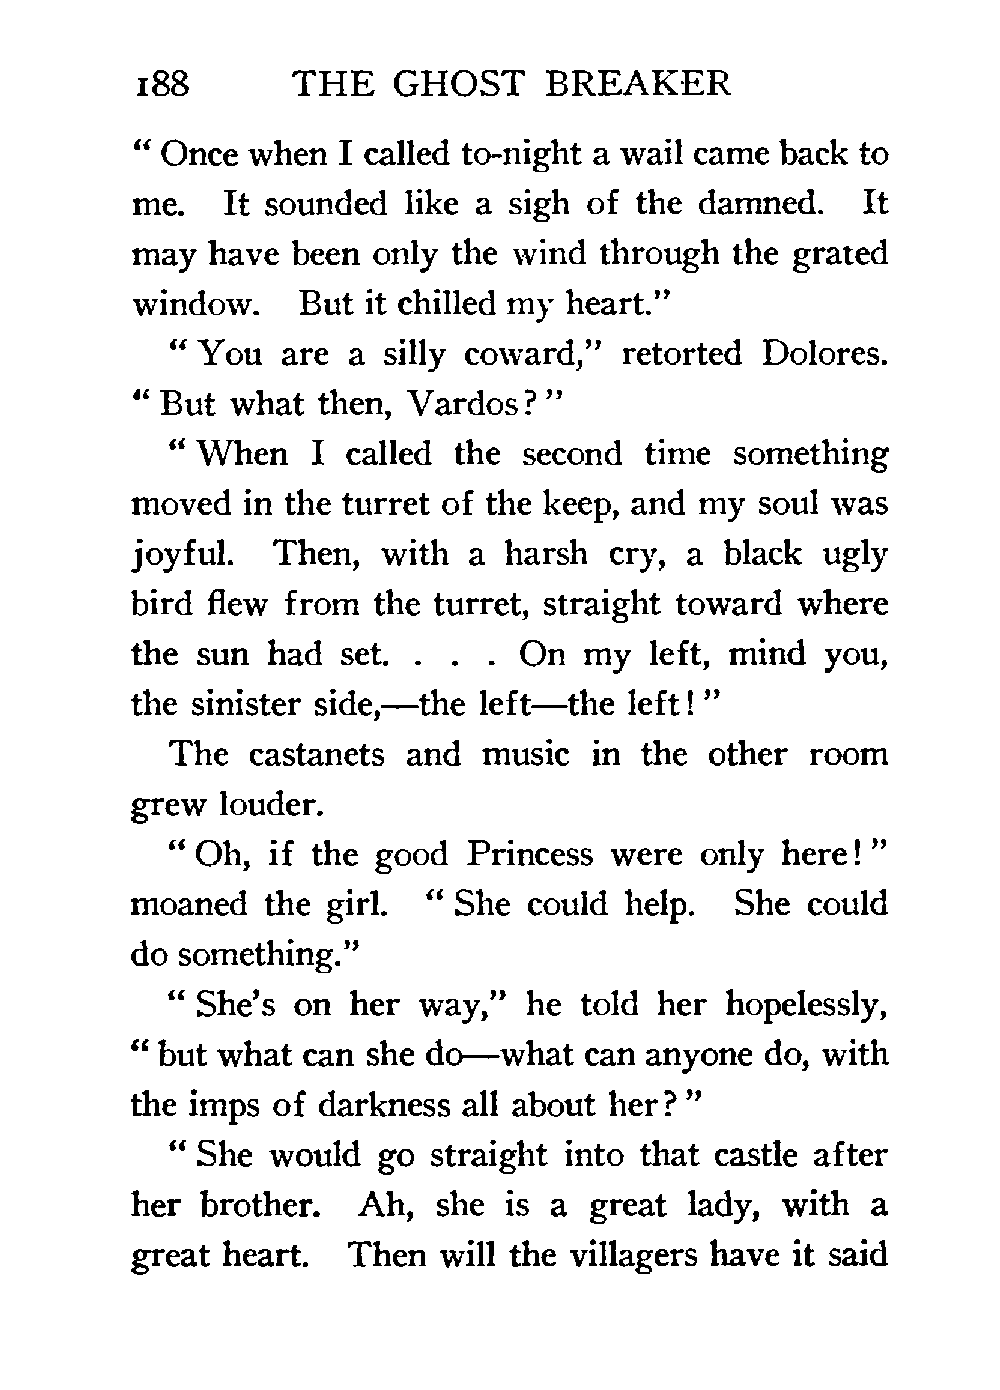 188 THE GHOST BREAKER
“ Once when I called to-night a wail came back to
me. It sounded like a sigh of the damned. It
may have been only the wind through the grated
window. But it chilled my heart.”
“ You are a silly coward,” retorted Dolores.
“ But what then, Vardos? ”
“ When I called the second time something
moved in the turret of the keep, and my soul was
joyful. Then, with a harsh cry, a black ugly
bird flew from the turret, straight toward where
the sun had set. . . . On my left, mind you,
the sinister side,—the left—the left! ”
The castanets and music in the other room
grew louder.
“ Oh, if the good Princess were only here! ”
moaned the girl. “ She could help. She could
do something.”
“ She’s on her way,” he told her hopelessly,
“ but what can she do—what can anyone do, with
the imps of darkness all about her? ”
“ She would go straight into that castle after
her brother. Ah, she is a great lady, with a
great heart. Then will the villagers have it said